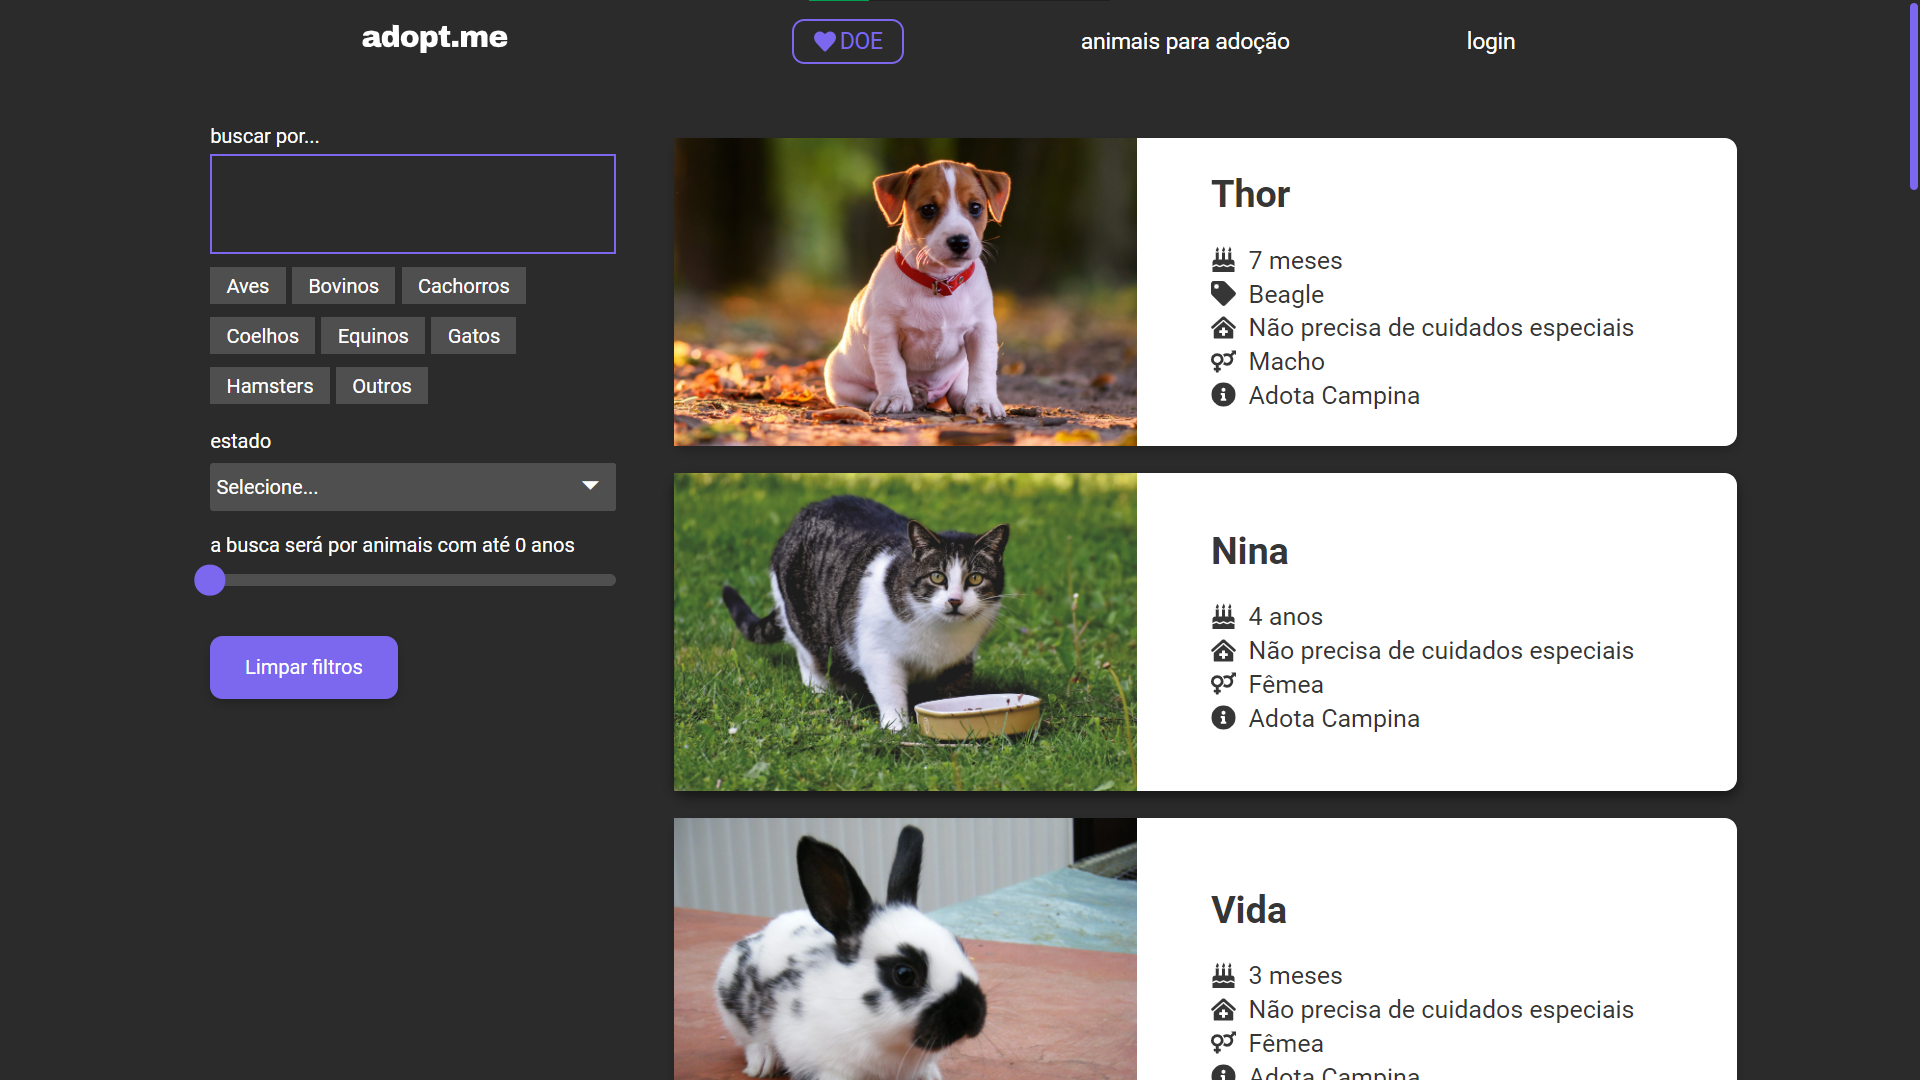 adopt.me
DOE
animais para adoção
login
buscar por...
Aves
Bovinos
Cachorros
Coelhos
Equinos
Gatos
Hamsters
Outros
estado
Selecione...
a busca será por animais com até 0 anos
Limpar filtros
Thor
7 meses
Beagle
Não precisa de cuidados especiais
Macho
Adota Campina
Nina
4 anos
Não precisa de cuidados especiais
Fêmea
Adota Campina
Vida
3 meses
Não precisa de cuidados especiais
Fêmea
Adota Campina